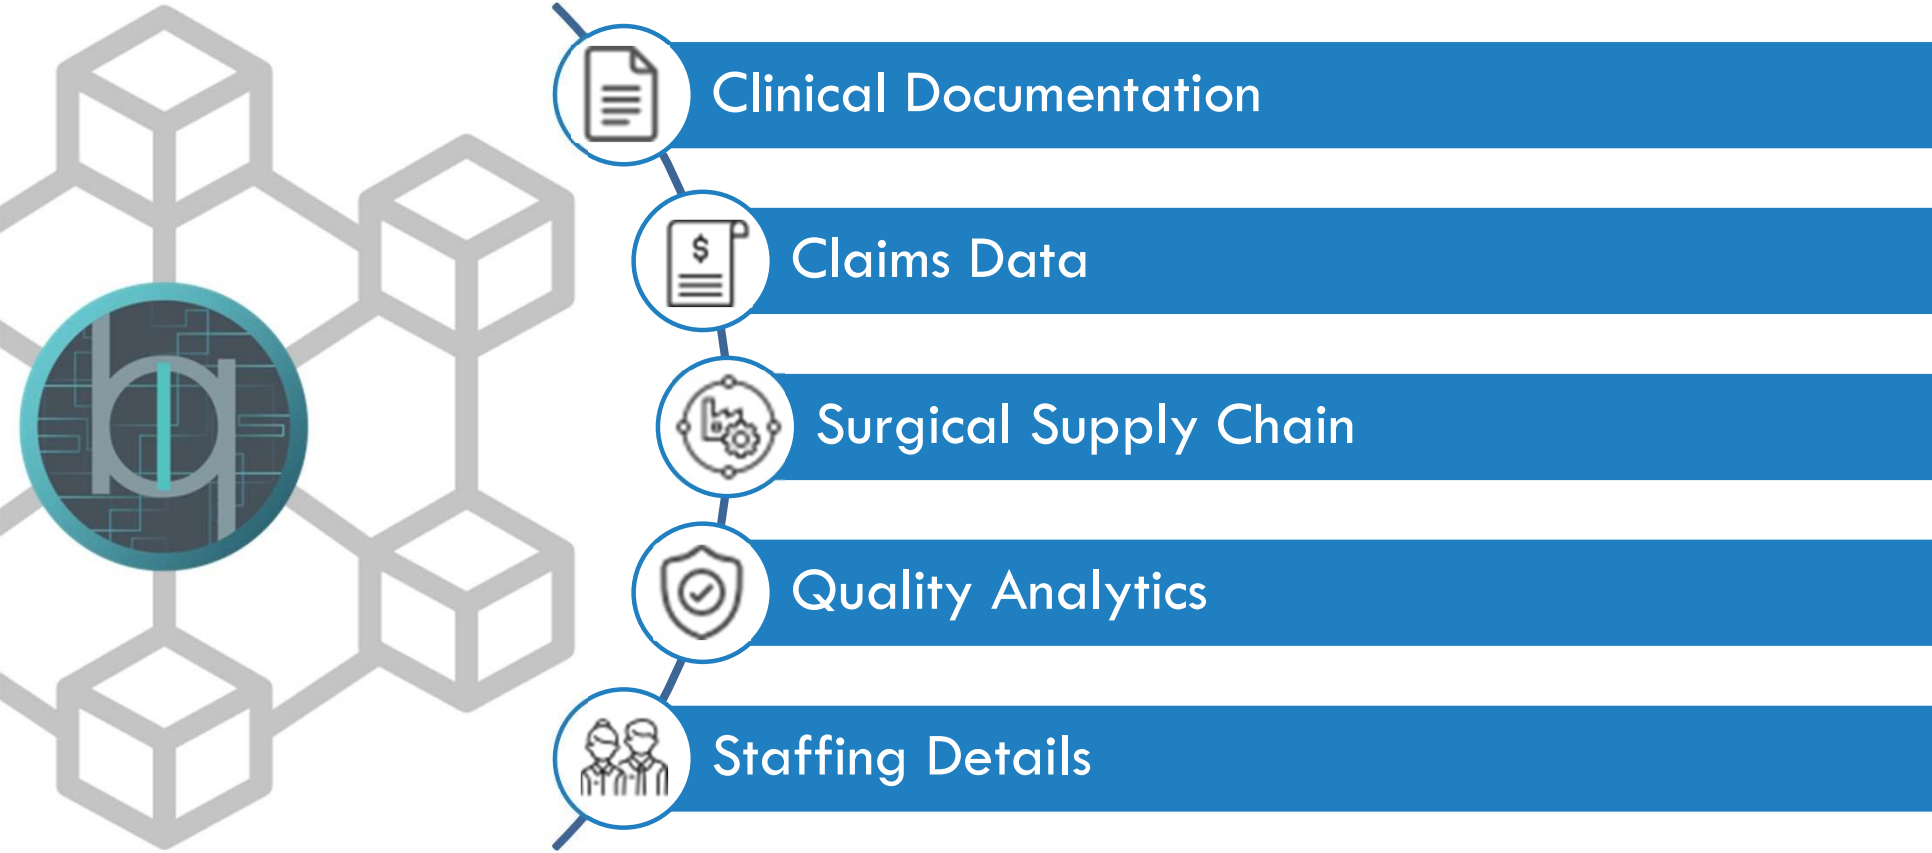 Clinical Documentation
Claims Data
$
Surgical Supply Chain
Quality Analytics
Staffing Details